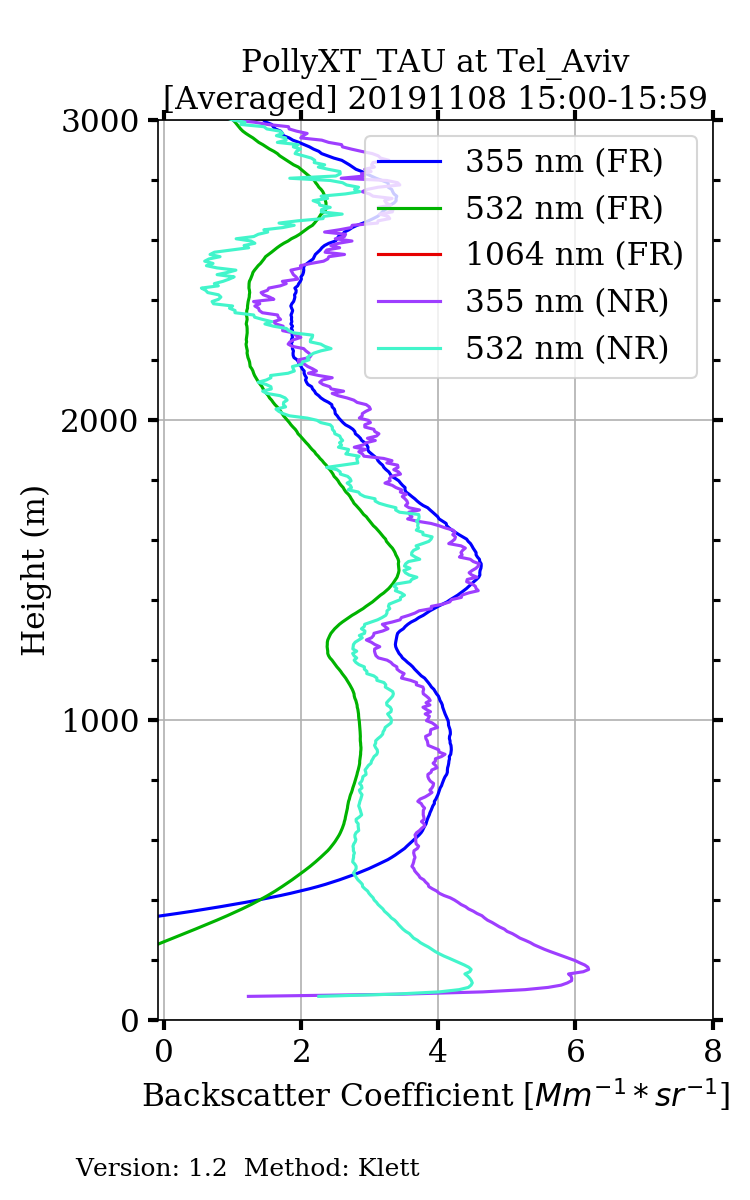 PollyXT_TAU at Tel_Aviv
[Averaged] 20191108 15:00-15:59
3000
2000
1000
0
Height (m)
355 nm (FR)
532 nm (FR)
1064 nm (FR)
355 nm (NR)
532 nm (NR)
0 2 4 6 8
Backscatter Coefficient [Mm⁻¹ * sr⁻¹]
Version: 1.2 Method: Klett